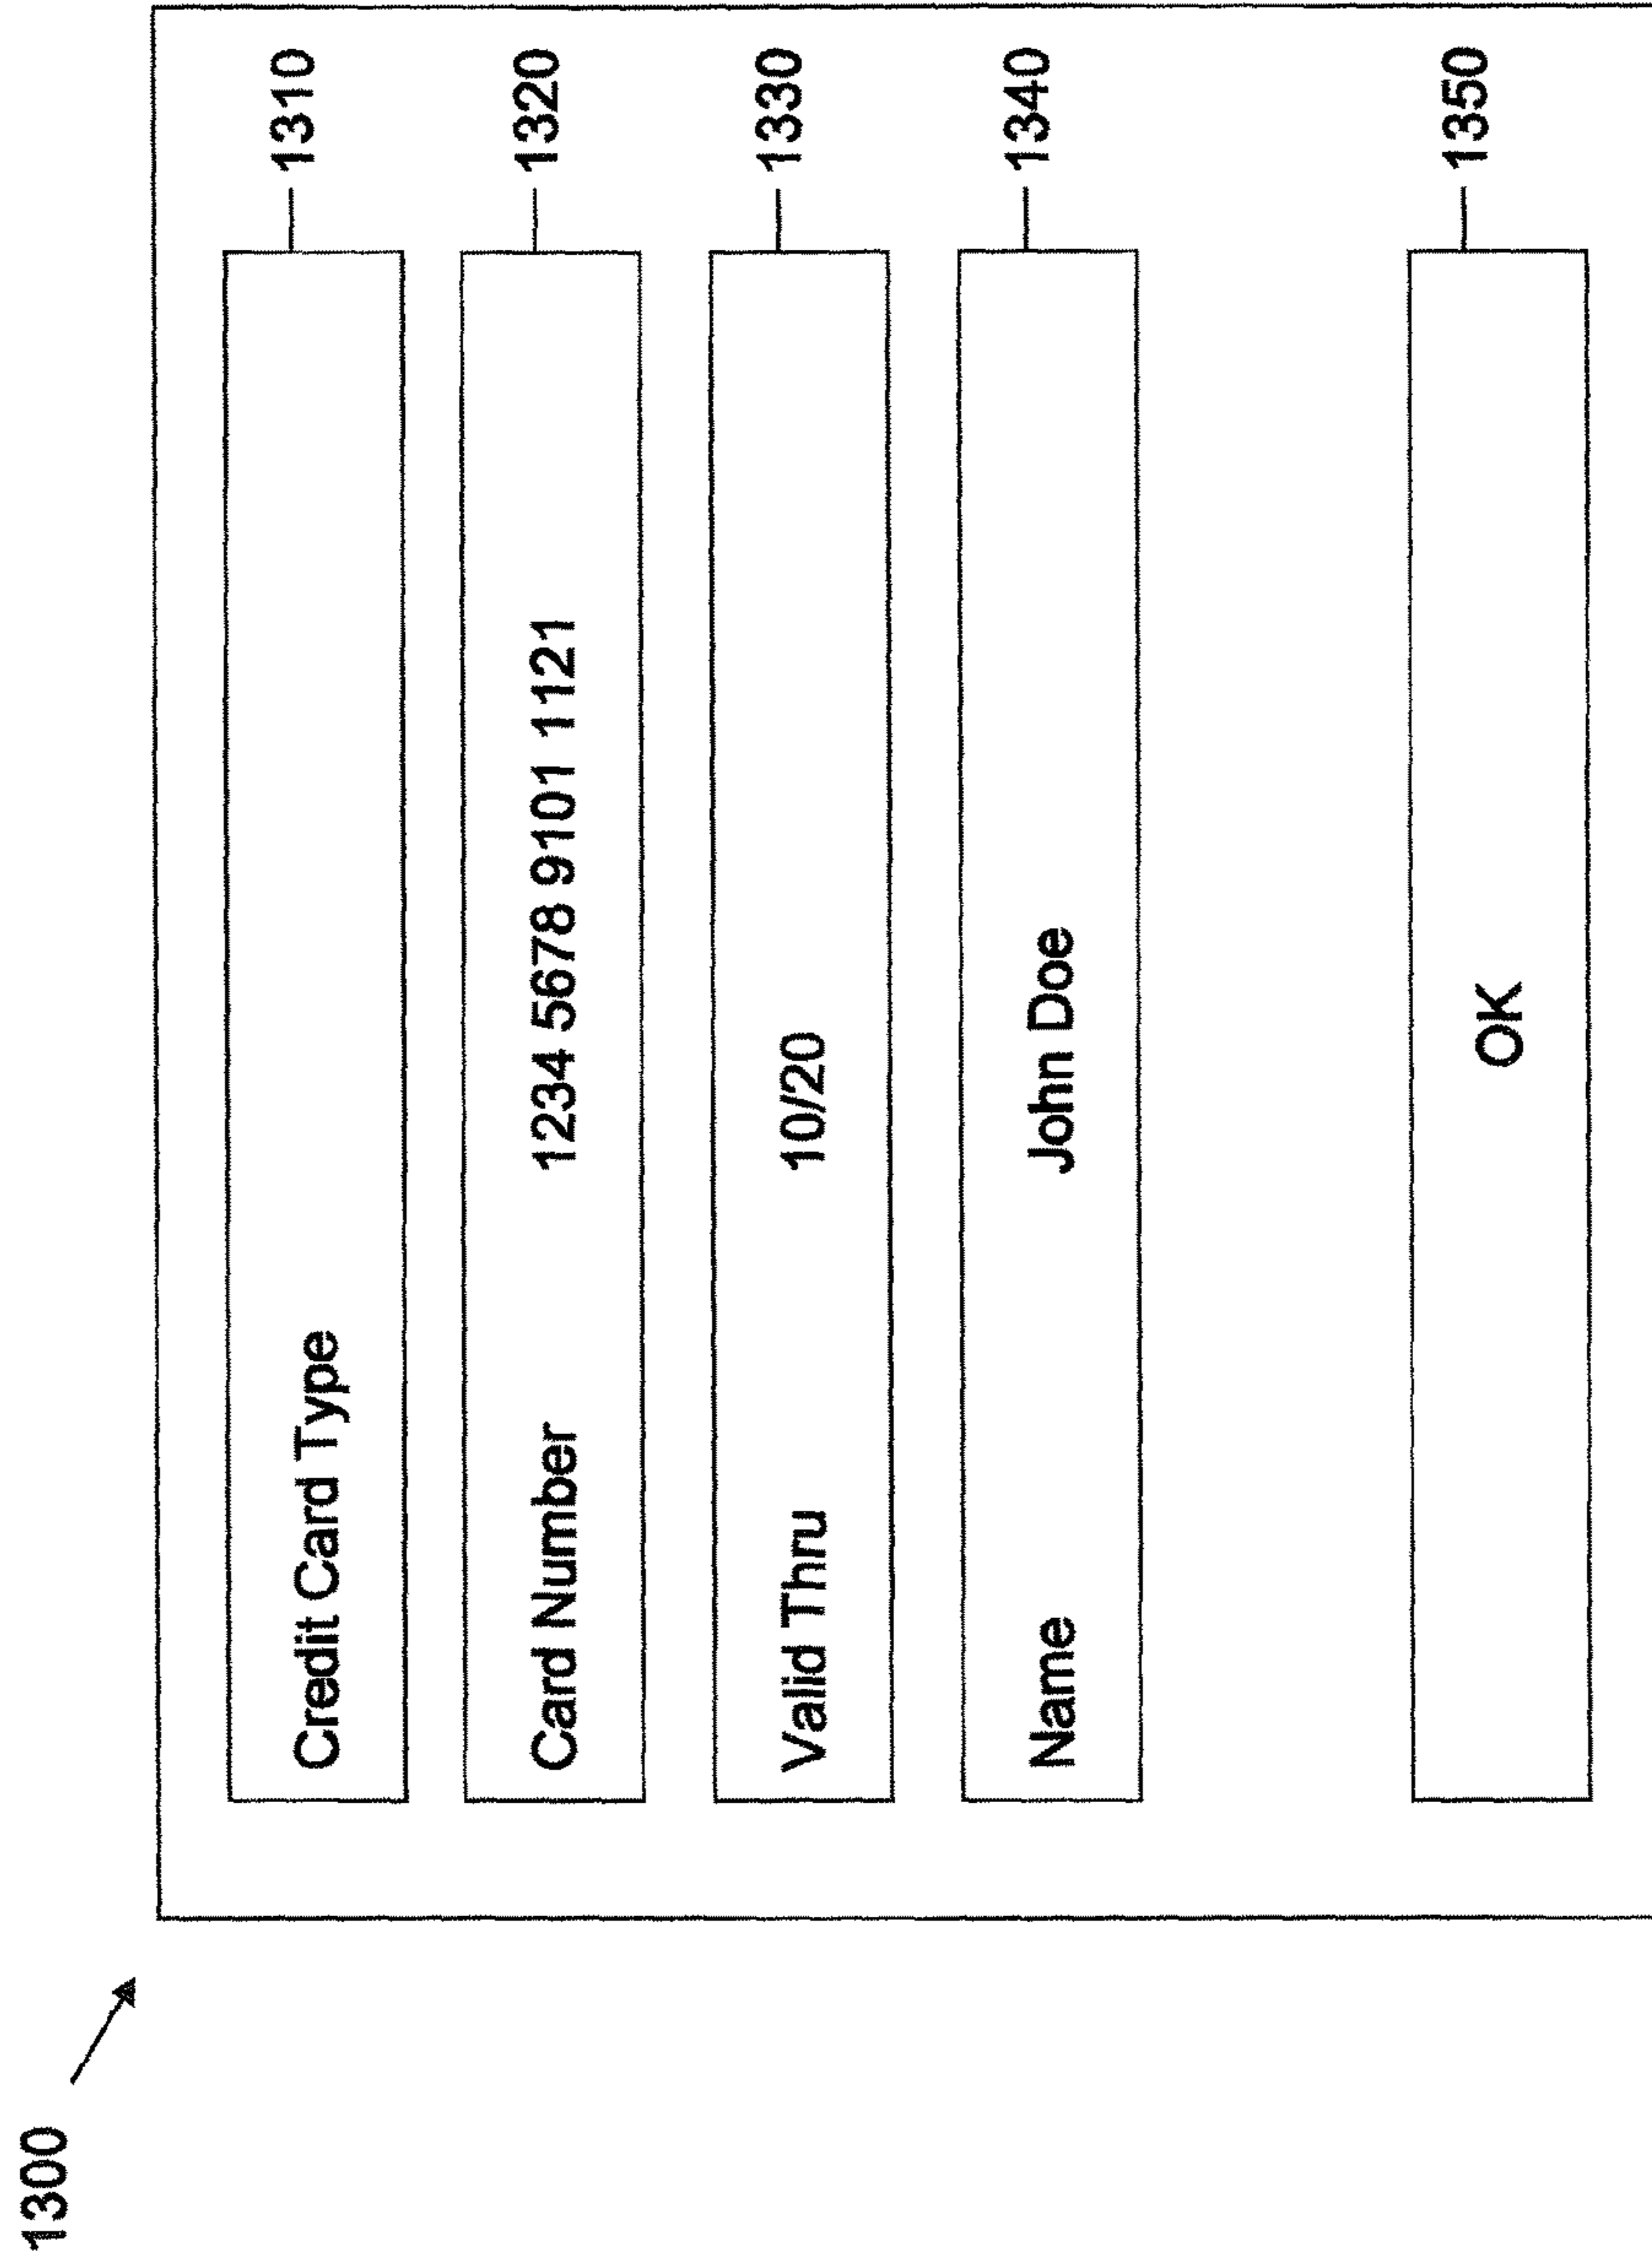 1300
Credit Card Type 1310
Card Number 1234 5678 9101 1121 1320
Valid Thru 10/20 1330
Name John Doe 1340
OK 1350